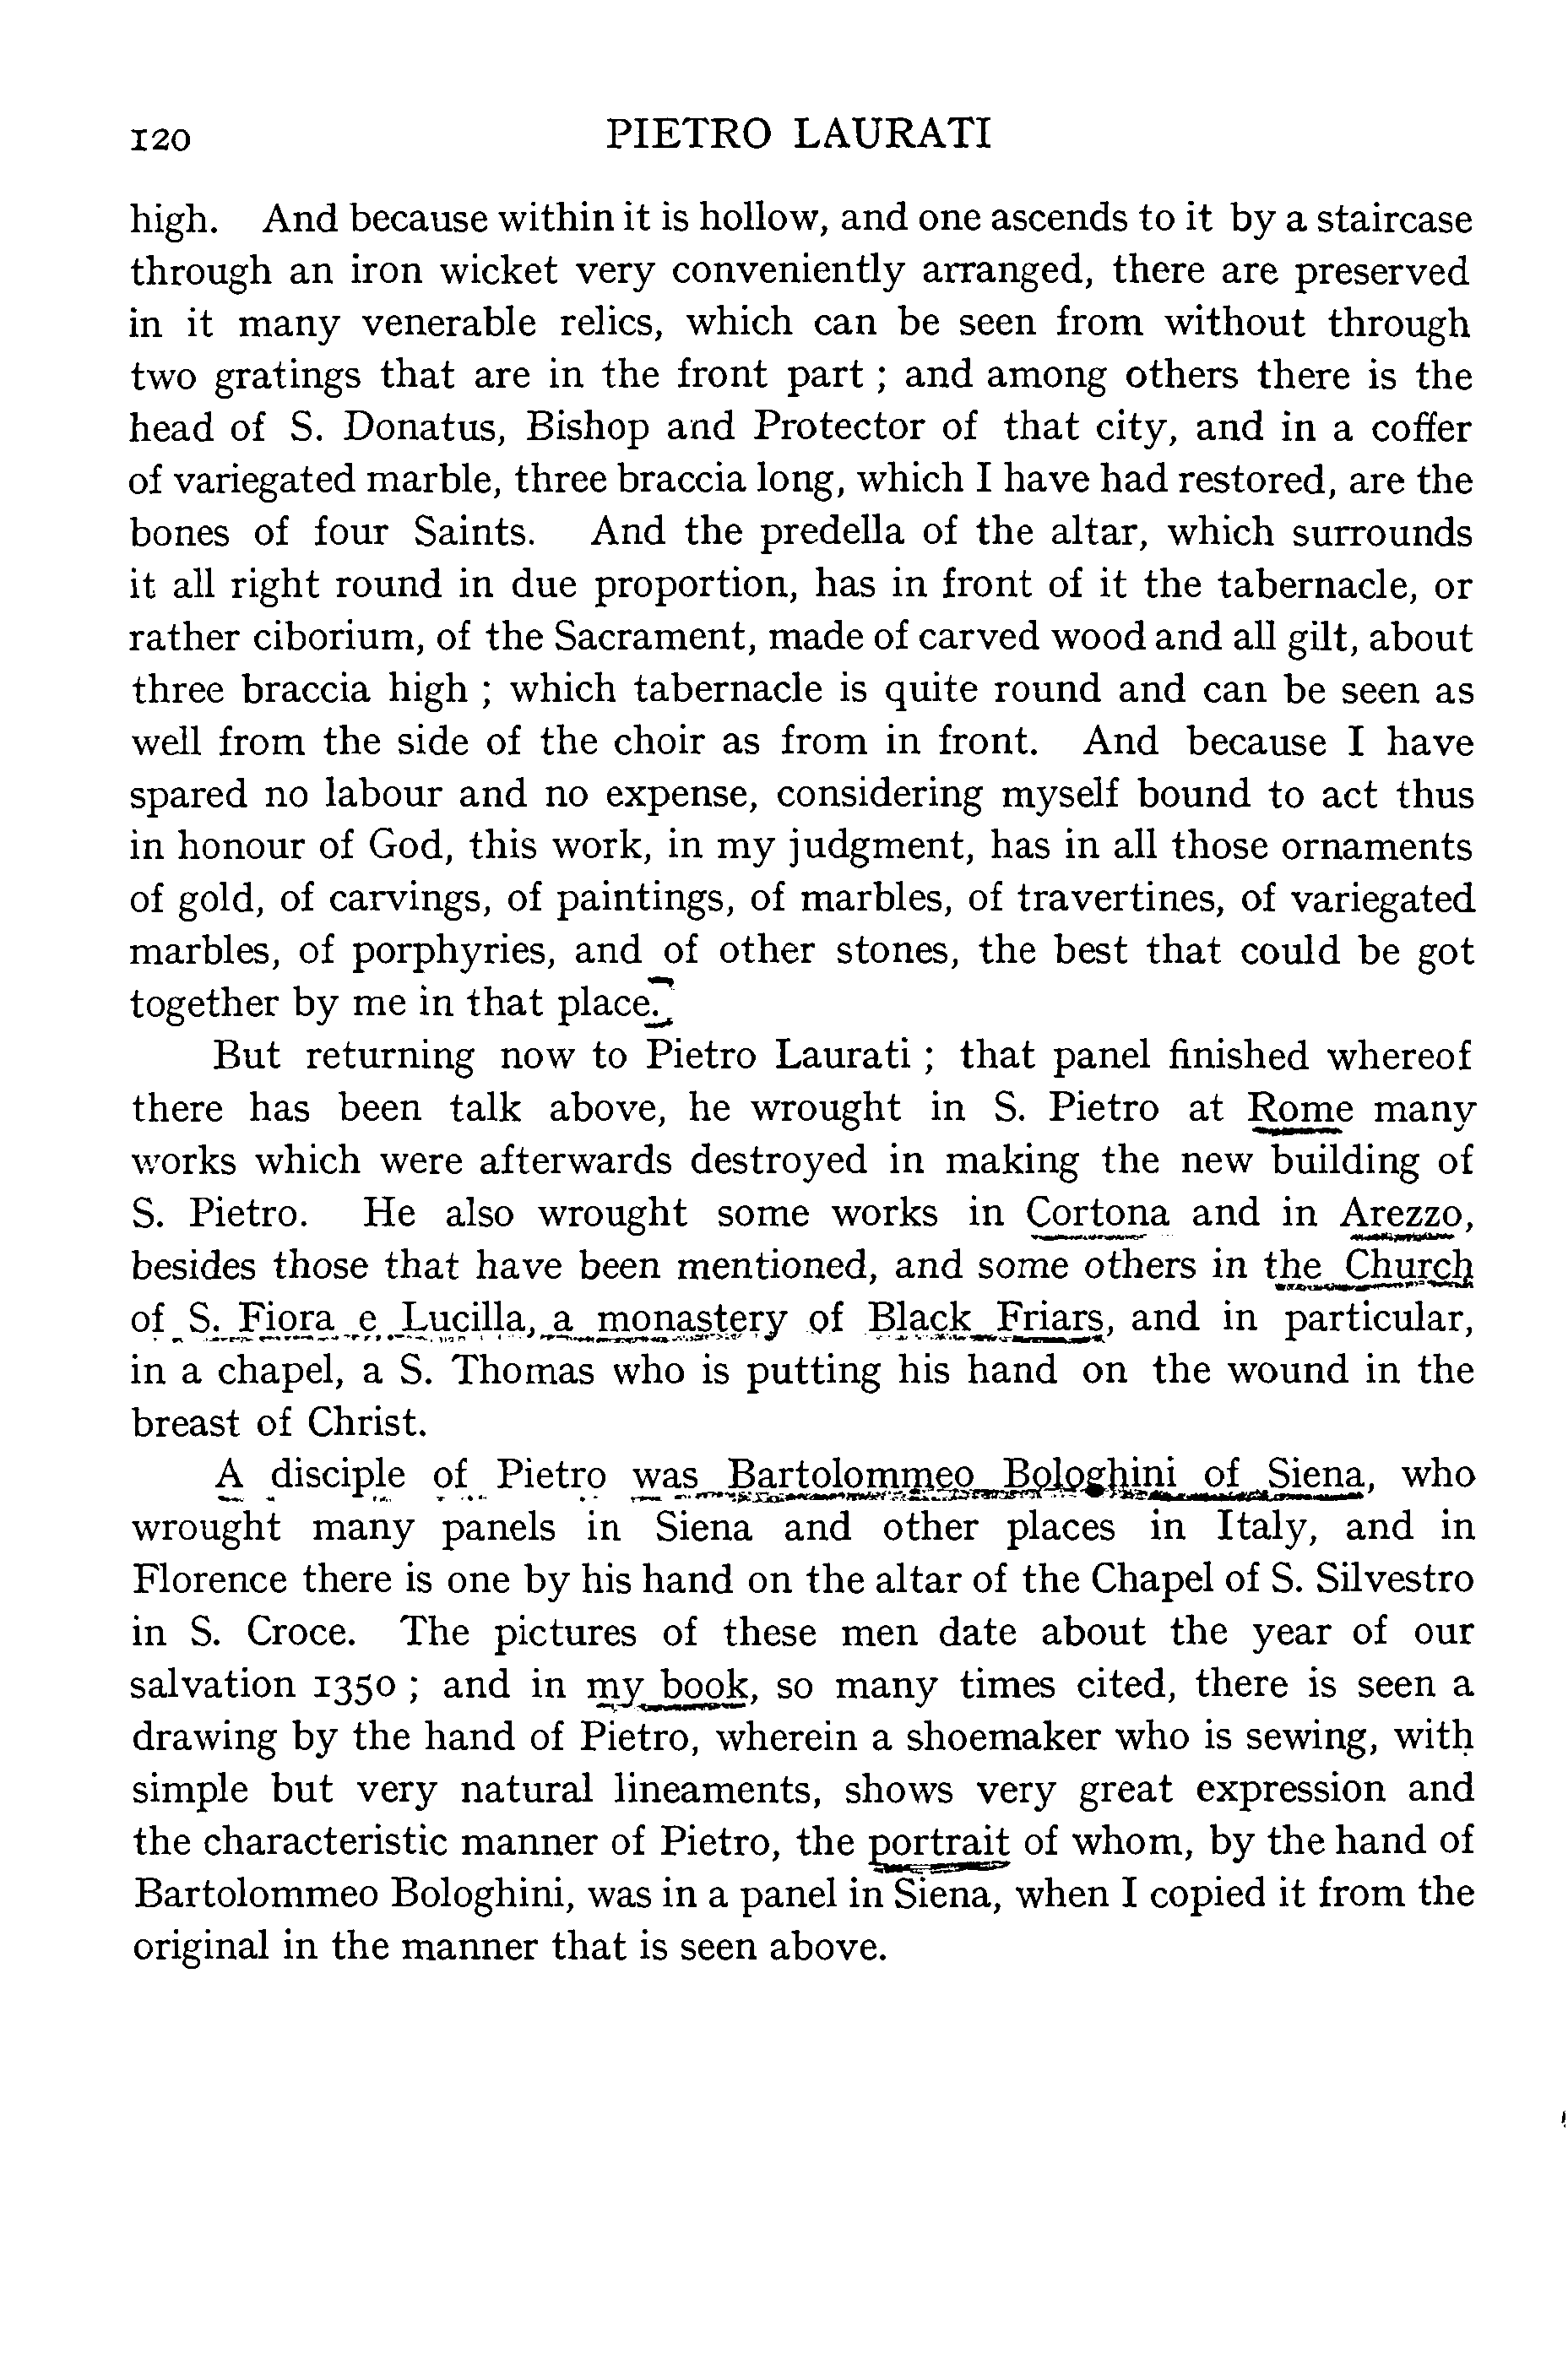 120 PIETRO LAURATI
high. And because within it is hollow, and one ascends to it by a staircase
through an iron wicket very conveniently arranged, there are preserved
in it many venerable relics, which can be seen from without through
two gratings that are in the front part ; and among others there is the
head of S. Donatus, Bishop and Protector of that city, and in a coffer
of variegated marble, three braccia long, which I have had restored, are the
bones of four Saints. And the predella of the altar, which surrounds
it all right round in due proportion, has in front of it the tabernacle, or
rather ciborium, of the Sacrament, made of carved wood and all gilt, about
three braccia high ; which tabernacle is quite round and can be seen as
well from the side of the choir as from in front. And because I have
spared no labour and no expense, considering myself bound to act thus
in honour of God, this work, in my judgment, has in all those ornaments
of gold, of carvings, of paintings, of marbles, of travertines, of variegated
marbles, of porphyries, and of other stones, the best that could be got
together by me in that place.
But returning now to Pietro Laurati ; that panel finished whereof
there has been talk above, he wrought in S. Pietro at Rome many
works which were afterwards destroyed in making the new building of
S. Pietro. He also wrought some works in Cortona and in Arezzo,
besides those that have been mentioned, and some others in the Church
of S. Fiora e Lucilla, a monastery of Black Friars, and in particular,
in a chapel, a S. Thomas who is putting his hand on the wound in the
breast of Christ.
A disciple of Pietro was Bartolommeo Bologhini of Siena, who
wrought many panels in Siena and other places in Italy, and in
Florence there is one by his hand on the altar of the Chapel of S. Silvestro
in S. Croce. The pictures of these men date about the year of our
salvation 1350 ; and in my book, so many times cited, there is seen a
drawing by the hand of Pietro, wherein a shoemaker who is sewing, with
simple but very natural lineaments, shows very great expression and
the characteristic manner of Pietro, the portrait of whom, by the hand of
Bartolommeo Bologhini, was in a panel in Siena, when I copied it from the
original in the manner that is seen above.